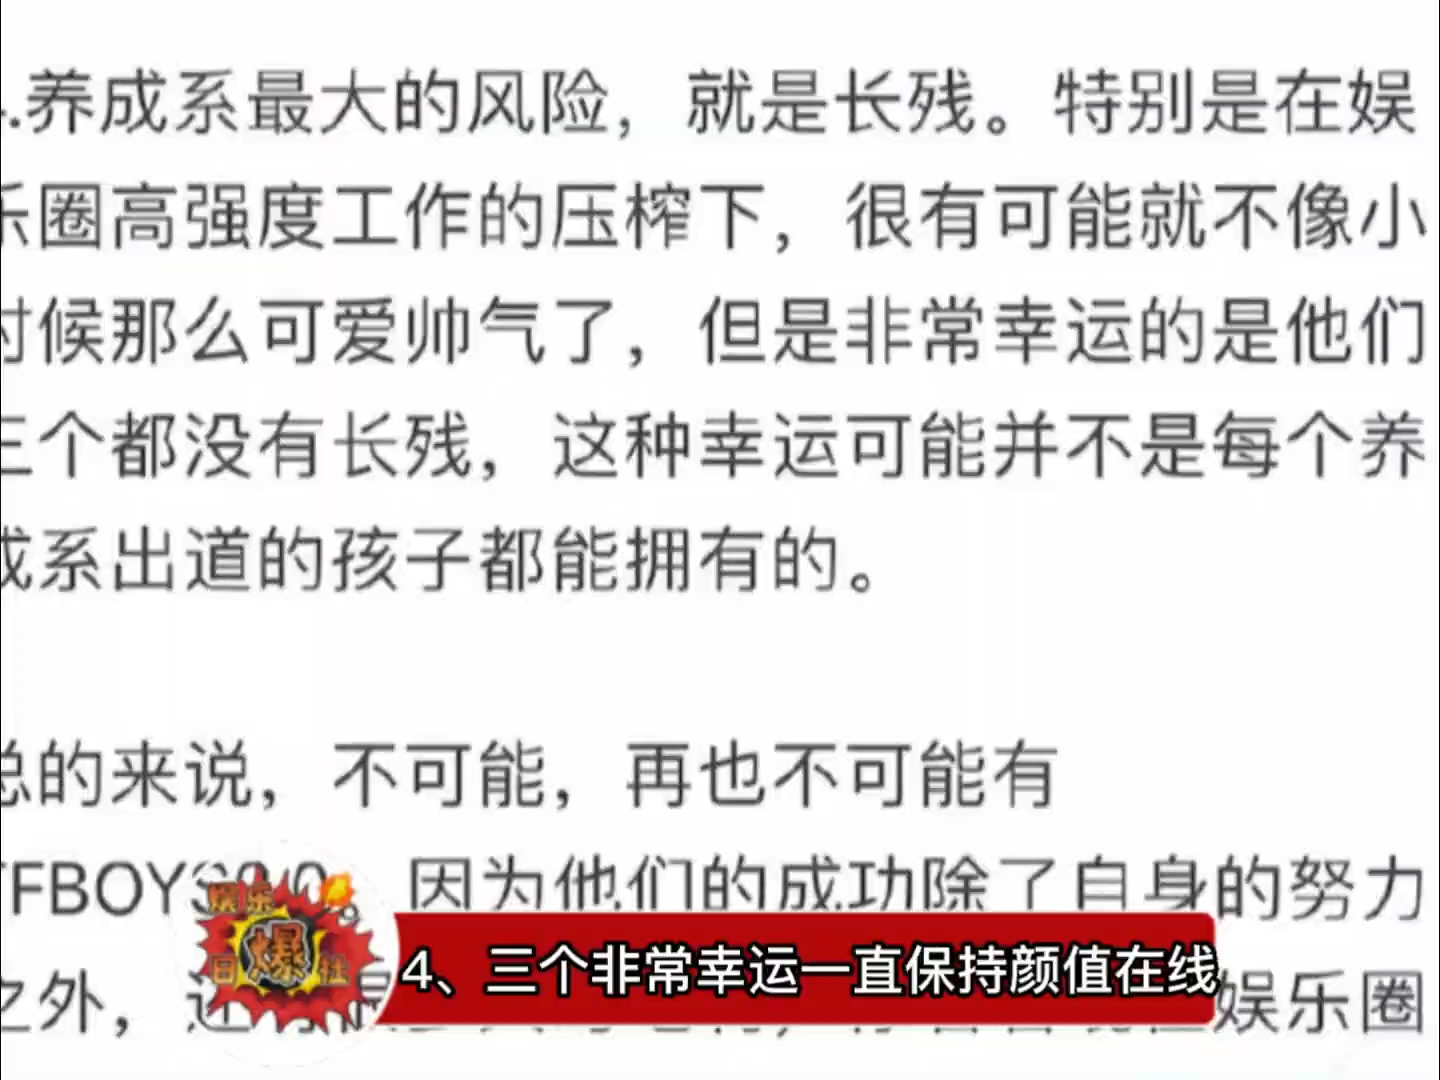 .养成系最大的风险，就是长残。特别是在娱
乐圈高强度工作的压榨下，很有可能就不像小
时候那么可爱帅气了，但是非常幸运的是他们
三个都没有长残，这种幸运可能并不是每个养
成系出道的孩子都能拥有的。
总的来说，不可能，再也不可能有
TFBOYS 因为他们的成功除了自身的努力
之外，
娱乐圈
娱乐
爆
日 社
4、三个非常幸运一直保持颜值在线